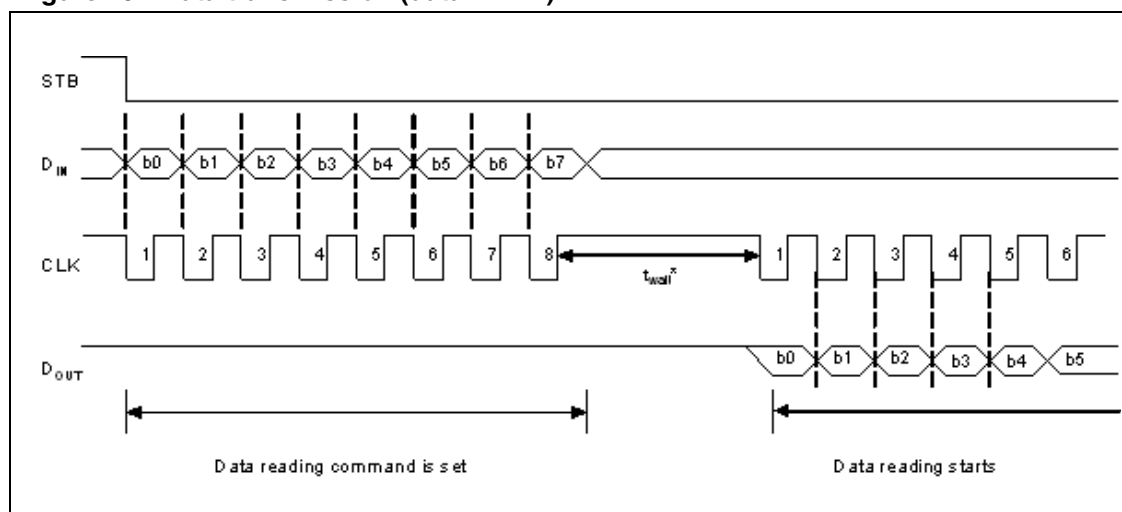 STB
D IN b0 b1 b2 b3 b4 b5 b6 b7
CLK 1 2 3 4 5 6 7 8 1 2 3 4 5 6
twait*
D OUT b0 b1 b2 b3 b4 b5
Data reading command is set
Data reading starts